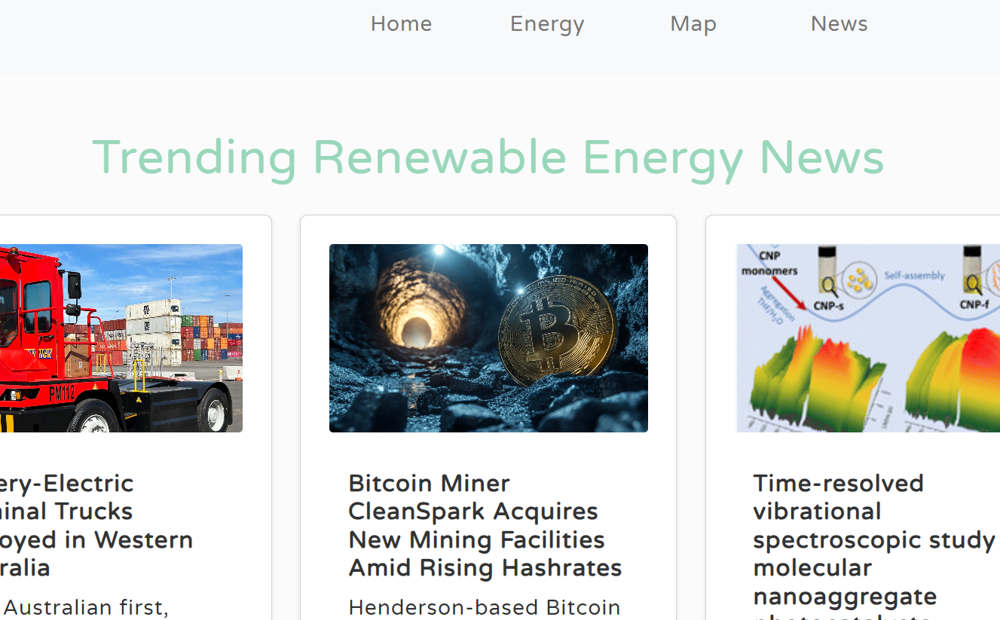 Home Energy Map News
Trending Renewable Energy News
PM112
ery-Electric
inal Trucks
oyed in Western
ralia
Australian first,
Bitcoin Miner
CleanSpark Acquires
New Mining Facilities
Amid Rising Hashrates
Henderson-based Bitcoin
CNP
monomers
Aggregation
THF/H₂O
CNP-s
Self-assembly
CNP-f
Time-resolved
vibrational
spectroscopic study
molecular
nanoaggregate